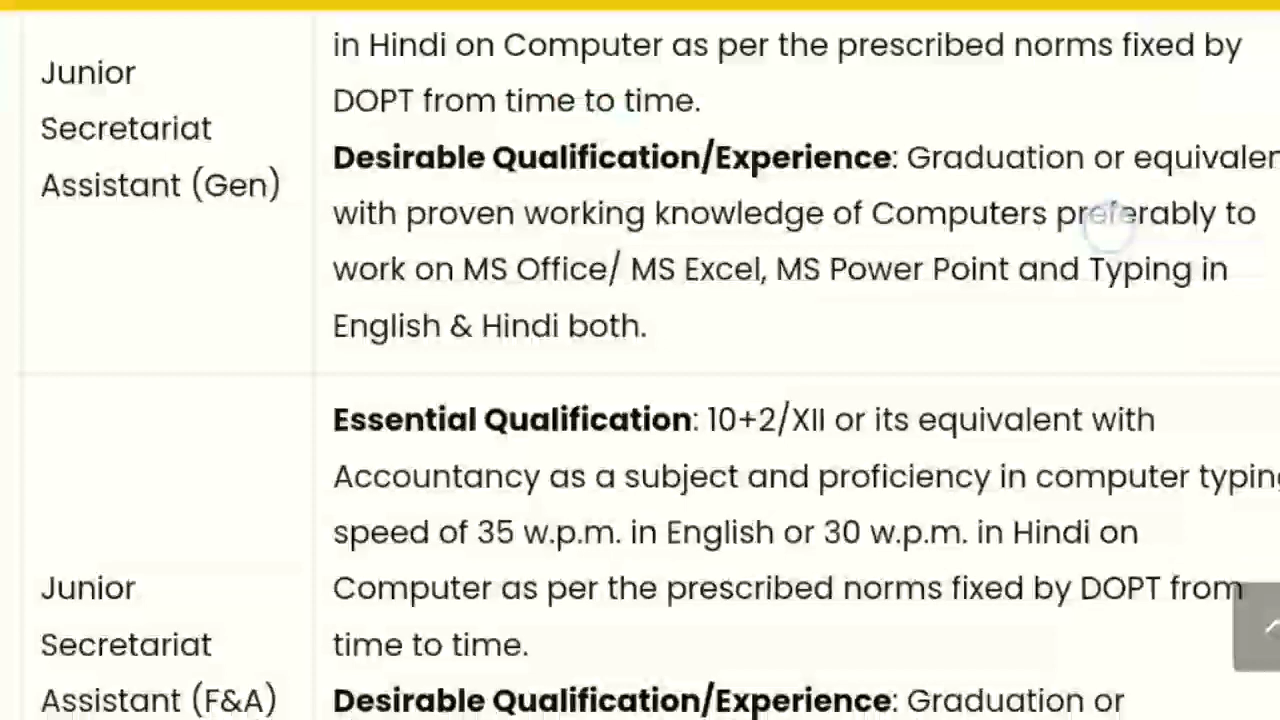 Junior
Secretariat
Assistant (Gen)
in Hindi on Computer as per the prescribed norms fixed by
DOPT from time to time.
Desirable Qualification/Experience: Graduation or
with proven working knowledge of Computers preferably to
work on MS Office/ MS Excel, MS Power Point and Typing in
English & Hindi both.
Junior
Secretariat
Assistant (F&A)
Essential Qualification: 10+2/XII or its equivalent with
Accountancy as a subject and proficiency in computer
speed of 35 w.p.m. in English or 30 w.p.m. in Hindi on
Computer as per the prescribed norms fixed by DOPT from
time to time.
Desirable Qualification/Experience: Graduation or